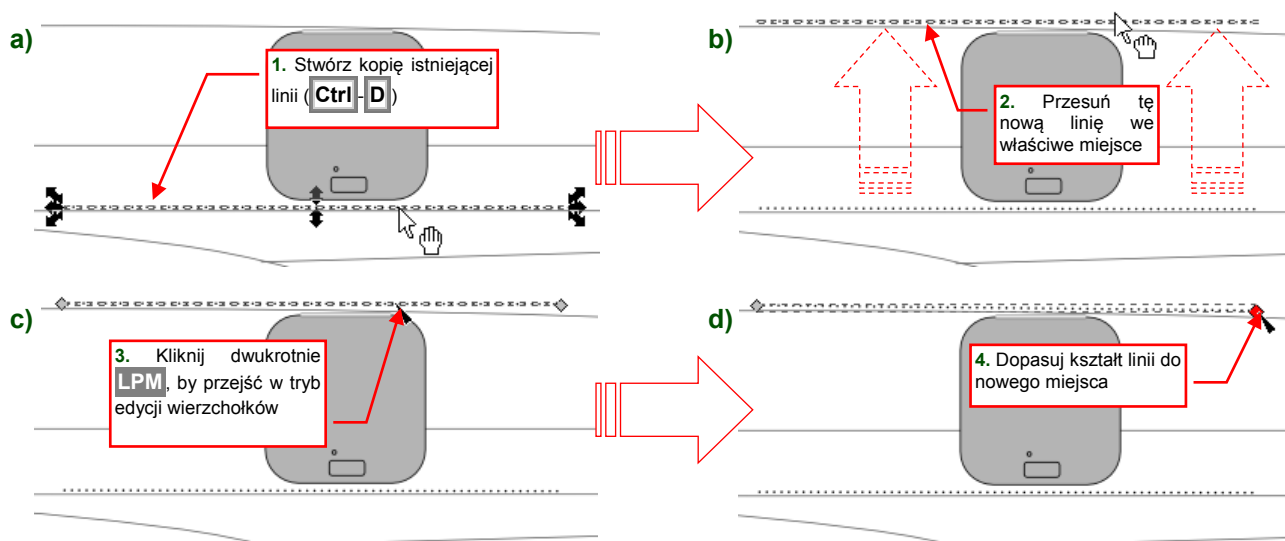 a)
1. Stwórz kopię istniejącej
linii (Ctrl-D)
b)
2. Przesuń tę
nową linię we
właściwe miejsce
c)
3. Kliknij dwukrotnie
LPM, by przejść w tryb
edycji wierzchołków
d)
4. Dopasuj kształt linii do
nowego miejsca